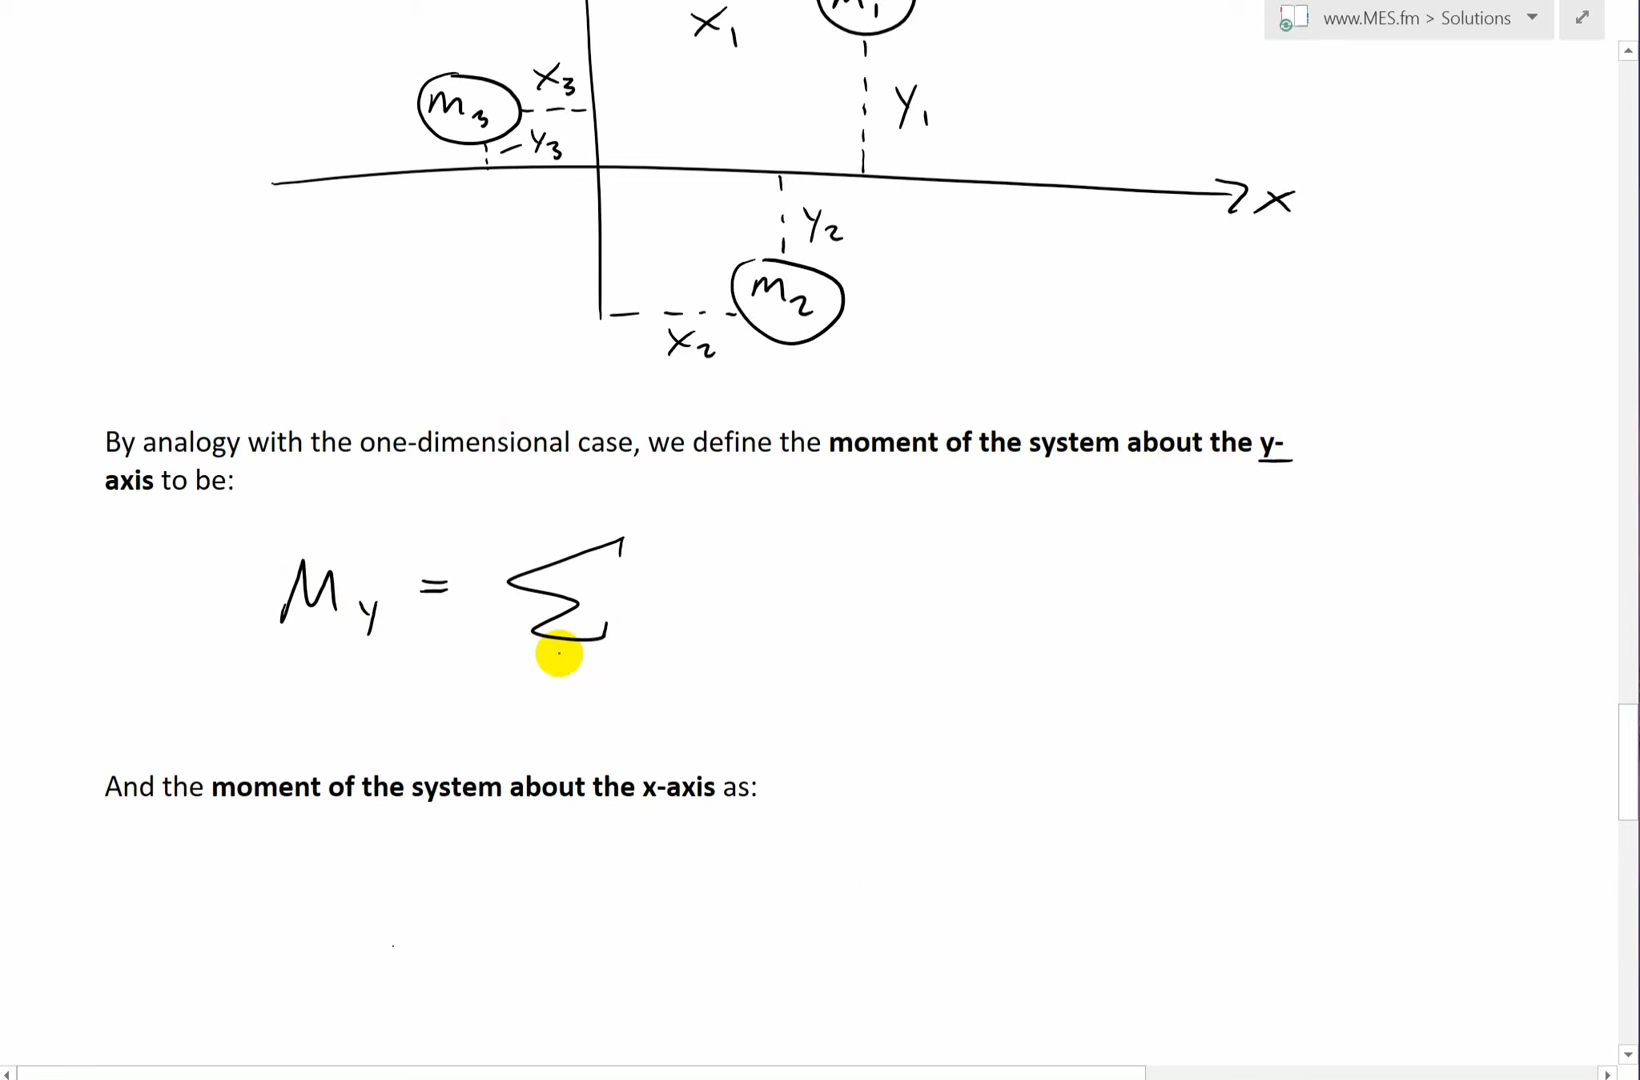 www.MES.fm > Solutions
X₁
m₁
X₃
m₃
Y₁
Y₃
x
Y₂
m₂
X₂
By analogy with the one-dimensional case, we define the moment of the system about the y-
axis to be:
M_y = Σ
And the moment of the system about the x-axis as: